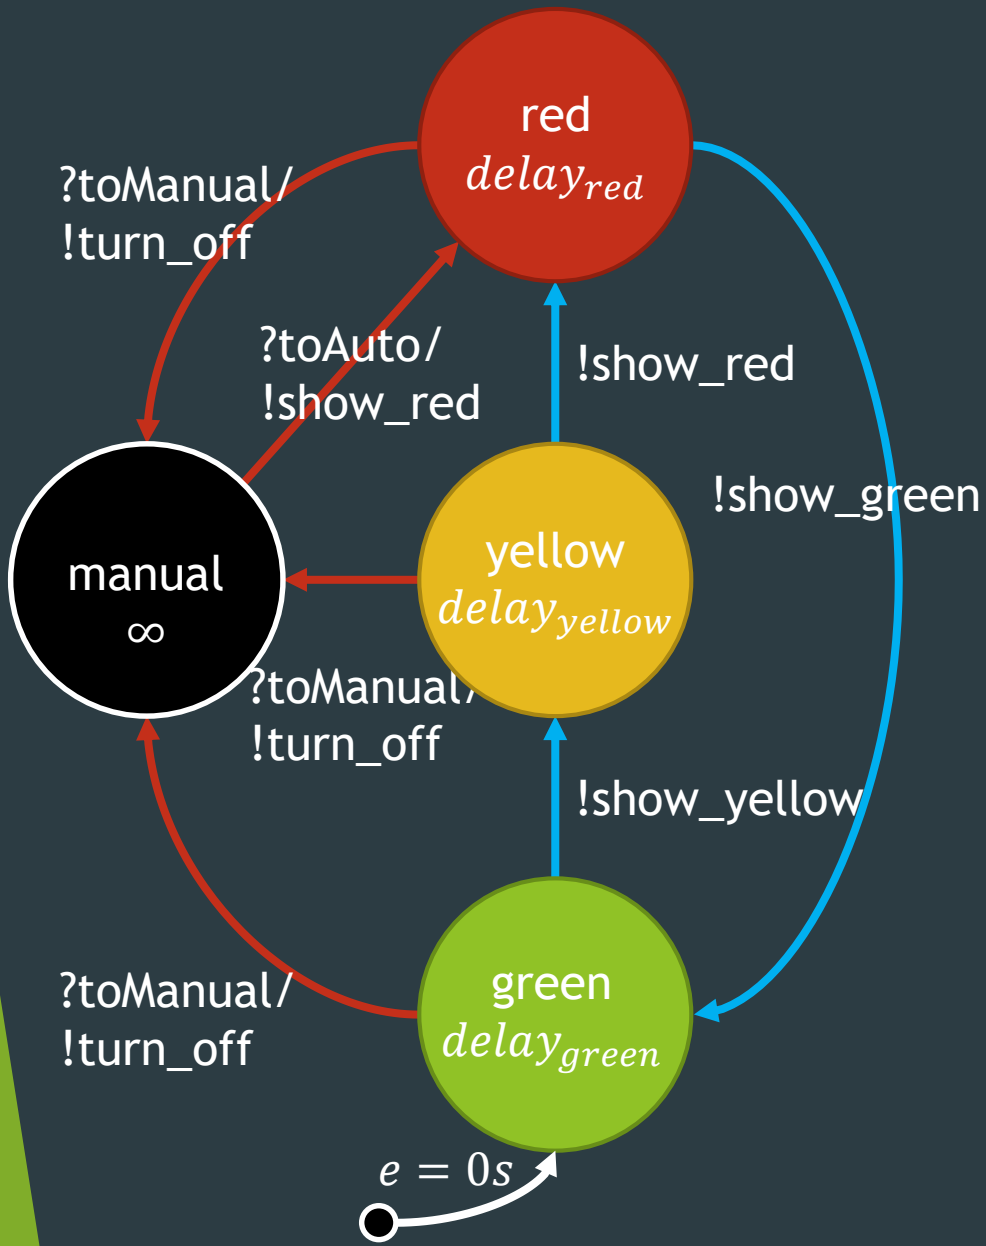 red
delay_red
?toManual/
!turn_off
?toAuto/
!show_red
!show_red
!show_green
manual
∞
yellow
delay_yellow
?toManual/
!turn_off
!show_yellow
?toManual/
!turn_off
green
delay_green
e = 0s